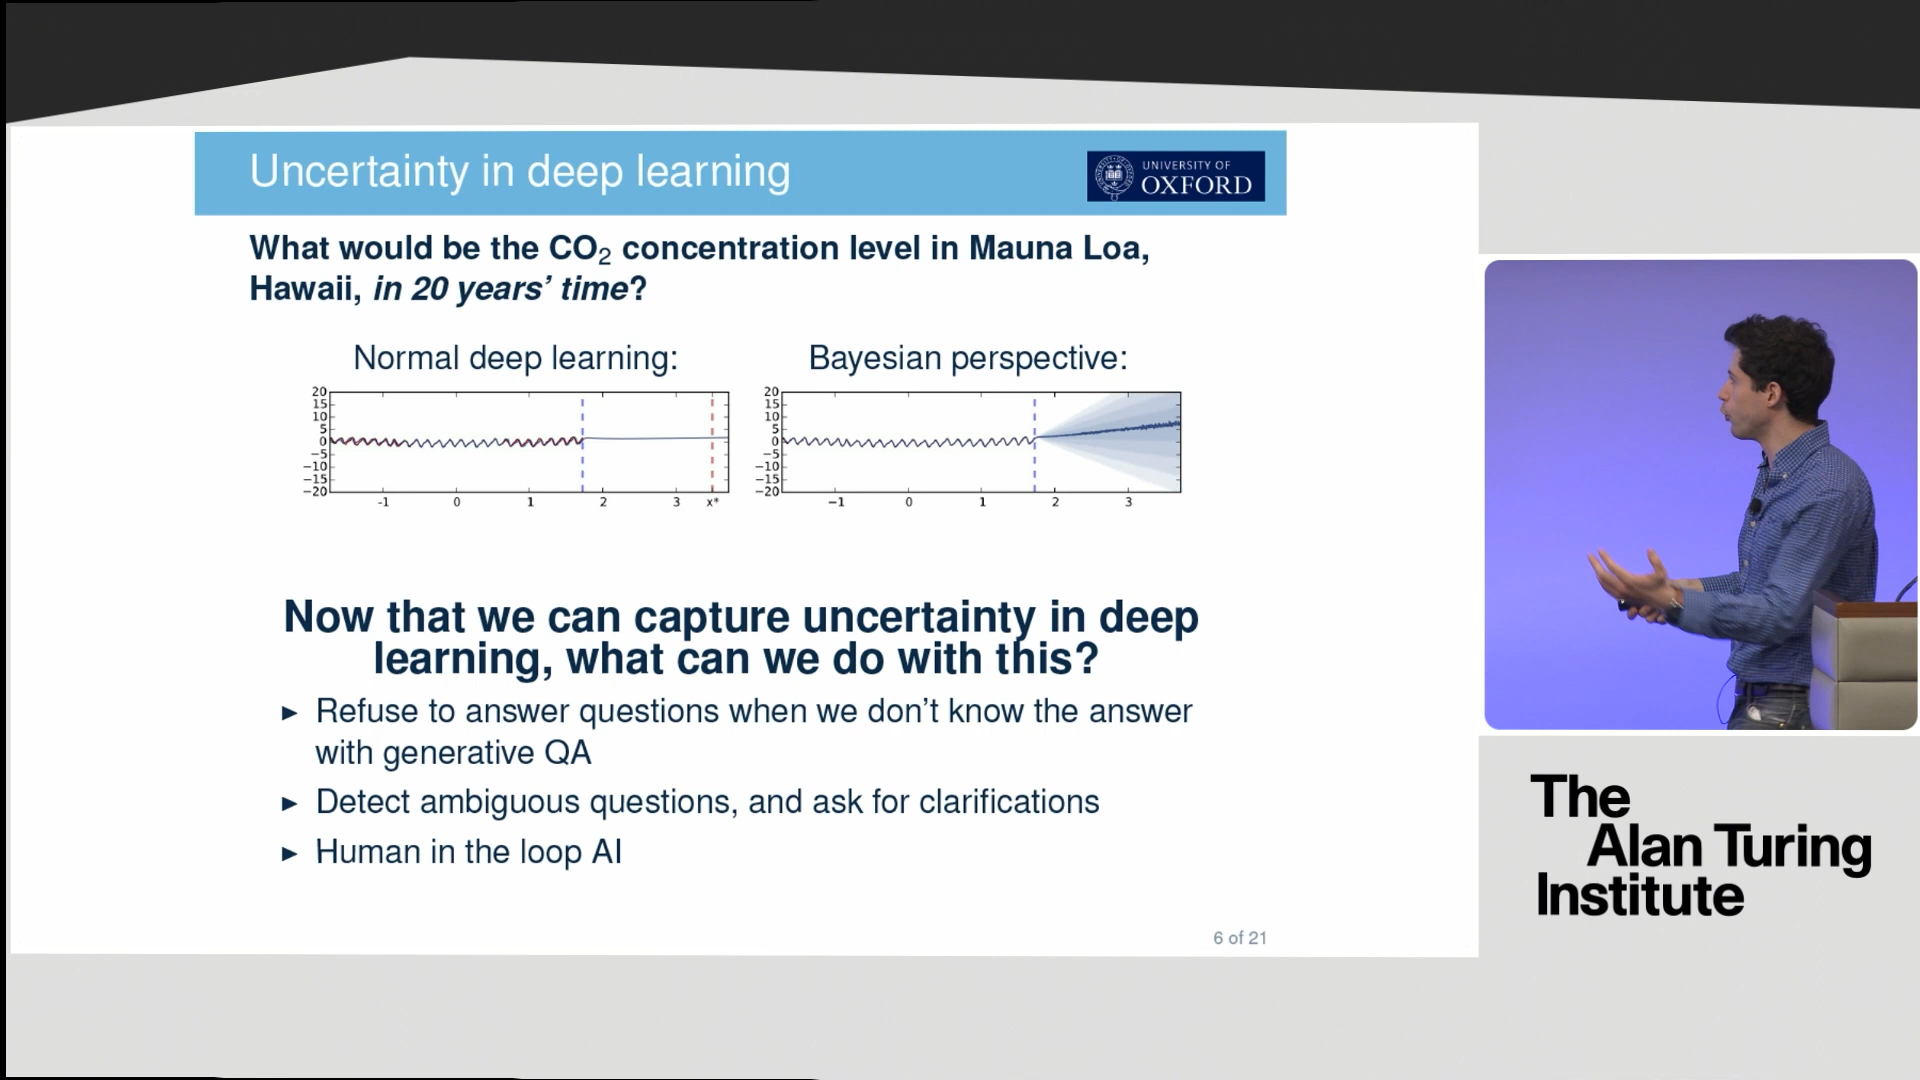 Uncertainty in deep learning
UNIVERSITY OF
OXFORD
What would be the CO₂ concentration level in Mauna Loa,
Hawaii, in 20 years’ time?
Normal deep learning:
Bayesian perspective:
20
15
10
5
0
−5
−10
−15
−20
-1 0 1 2 3 x*
20
15
10
5
0
−5
−10
−15
−20
−1 0 1 2 3
Now that we can capture uncertainty in deep
learning, what can we do with this?
► Refuse to answer questions when we don’t know the answer
with generative QA
► Detect ambiguous questions, and ask for clarifications
► Human in the loop AI
6 of 21
The
Alan Turing
Institute